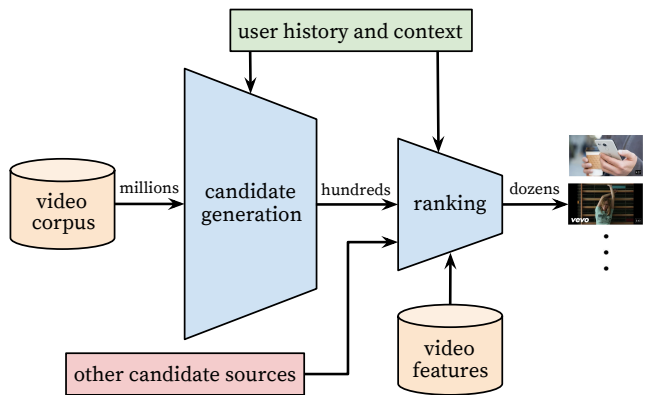 user history and context
video
corpus
millions
candidate
generation
hundreds
ranking
dozens
vevo
other candidate sources
video
features